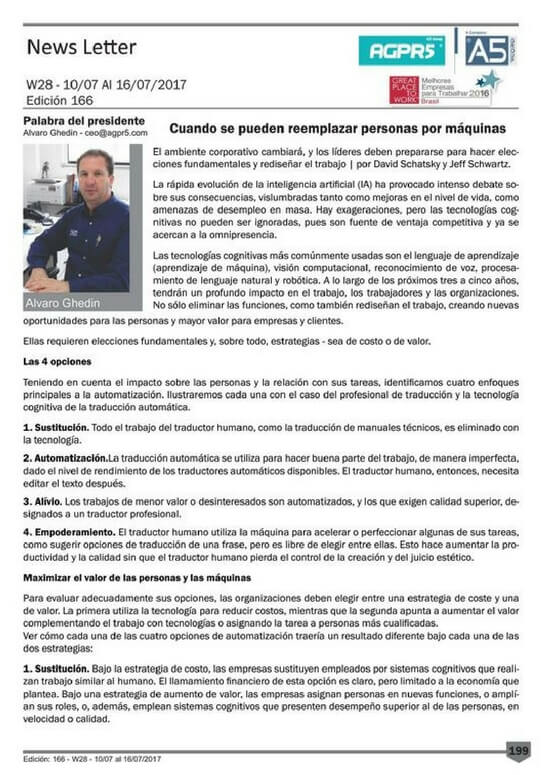 News Letter
AGPR5
A5
W28 - 10/07 Al 16/07/2017
Edición 166
GREAT
PLACE
TO
WORK
Melhores
Empresas
para Trabalhar 2016
Brasil
Palabra del presidente
Alvaro Ghedin - ceo@agpr5.com
Alvaro Ghedin
Cuando se pueden reemplazar personas por máquinas
El ambiente corporativo cambiará, y los líderes deben prepararse para hacer elec-
ciones fundamentales y rediseñar el trabajo | por David Schatsky y Jeff Schwartz.
La rápida evolución de la inteligencia artificial (IA) ha provocado intenso debate so-
bre sus consecuencias, vislumbradas tanto como mejoras en el nivel de vida, como
amenazas de desempleo en masa. Hay exageraciones, pero las tecnologías cog-
nitivas no pueden ser ignoradas, pues son fuente de ventaja competitiva y ya se
acercan a la omnipresencia.
Las tecnologías cognitivas más comúnmente usadas son el lenguaje de aprendizaje
(aprendizaje de máquina), visión computacional, reconocimiento de voz, procesa-
miento de lenguaje natural y robótica. A lo largo de los próximos tres a cinco años,
tendrán un profundo impacto en el trabajo, los trabajadores y las organizaciones.
No sólo eliminar las funciones, como también rediseñan el trabajo, creando nuevas
oportunidades para las personas y mayor valor para empresas y clientes.
Ellas requieren elecciones fundamentales y, sobre todo, estrategias - sea de costo o de valor.
Las 4 opciones
Teniendo en cuenta el impacto sobre las personas y la relación con sus tareas, identificamos cuatro enfoques
principales a la automatización. Ilustraremos cada una con el caso del profesional de traducción y la tecnología
cognitiva de la traducción automática.
1. Sustitución. Todo el trabajo del traductor humano, como la traducción de manuales técnicos, es eliminado con
la tecnología.
2. Automatización.La traducción automática se utiliza para hacer buena parte del trabajo, de manera imperfecta,
dado el nivel de rendimiento de los traductores automáticos disponibles. El traductor humano, entonces, necesita
editar el texto después.
3. Alívio. Los trabajos de menor valor o desinteresados son automatizados, y los que exigen calidad superior, de-
signados a un traductor profesional.
4. Empoderamiento. El traductor humano utiliza la máquina para acelerar o perfeccionar algunas de sus tareas,
como sugerir opciones de traducción de una frase, pero es libre de elegir entre ellas. Esto hace aumentar la pro-
ductividad y la calidad sin que el traductor humano pierda el control de la creación y del juicio estético.
Maximizar el valor de las personas y las máquinas
Para evaluar adecuadamente sus opciones, las organizaciones deben elegir entre una estrategia de coste y una
de valor. La primera utiliza la tecnología para reducir costos, mientras que la segunda apunta a aumentar el valor
complementando el trabajo con tecnologías o asignando la tarea a personas más cualificadas.
Ver cómo cada una de las cuatro opciones de automatización traería un resultado diferente bajo cada una de las
dos estrategias:
1. Sustitución. Bajo la estrategia de costo, las empresas sustituyen empleados por sistemas cognitivos que reali-
zan trabajo similar al humano. El llamamiento financiero de esta opción es claro, pero limitado a la economía que
plantea. Bajo una estrategia de aumento de valor, las empresas asignan personas en nuevas funciones, o amplí-
an sus roles, o, además, emplean sistemas cognitivos que presenten desempeño superior al de las personas, en
velocidad o calidad.
199
Edición: 166 - W28 - 10/07 al 16/07/2017